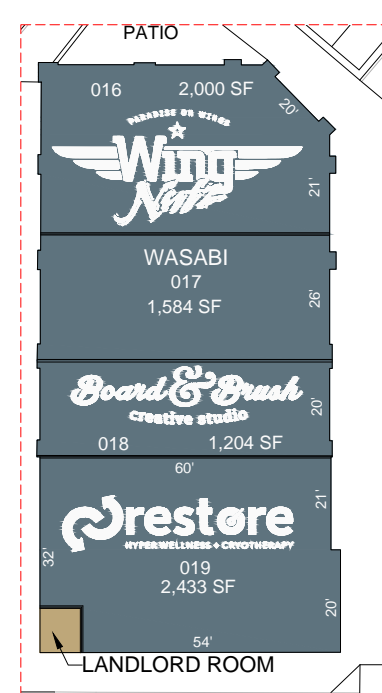 PATIO
016 2,000 SF
20'
PARADISE ON WINGS
Wing
Nutz
21'
WASABI
017
1,584 SF
26'
Board & Brush
creative studio
20'
018 1,204 SF
60'
21'
restore
HYPER WELLNESS + CRYOTHERAPY
32'
019
2,433 SF
20'
54'
LANDLORD ROOM